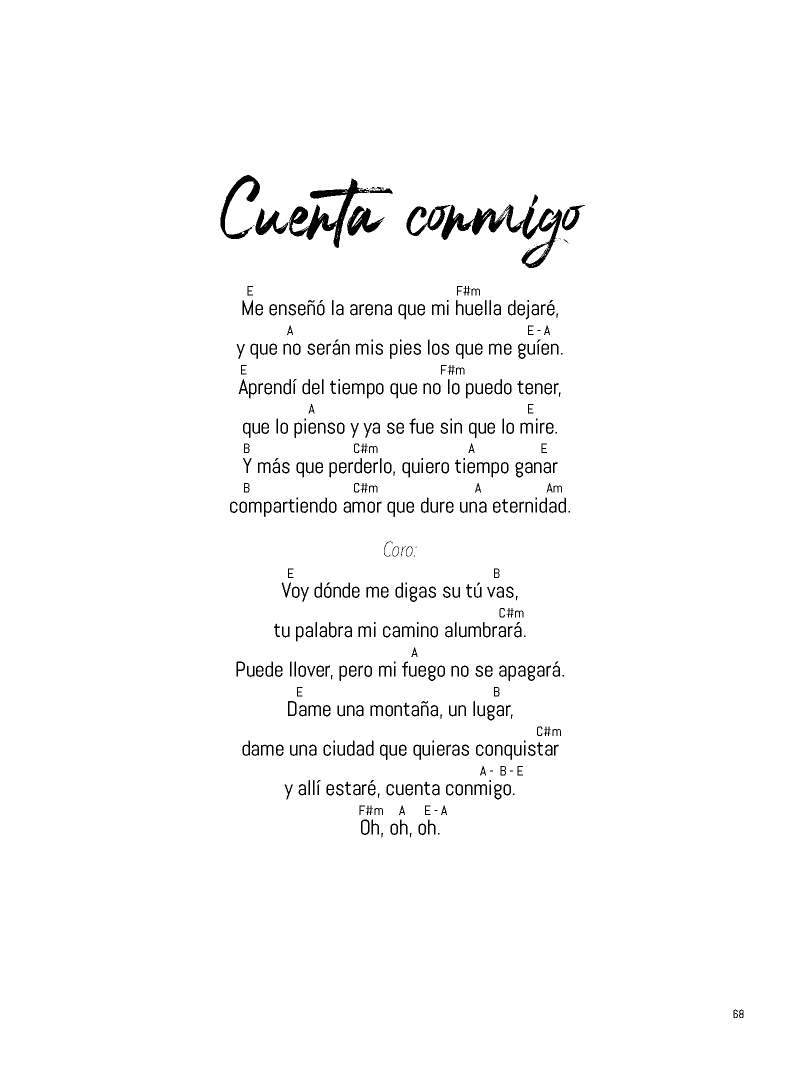 Cuenta conmigo
E F#m
Me enseñó la arena que mi huella dejaré,
A E - A
y que no serán mis pies los que me guíen.
E F#m
Aprendí del tiempo que no lo puedo tener,
A E
que lo pienso y ya se fue sin que lo mire.
B C#m A E
Y más que perderlo, quiero tiempo ganar
B C#m A Am
compartiendo amor que dure una eternidad.
Coro:
E B
Voy dónde me digas su tú vas,
C#m
tu palabra mi camino alumbrará.
A
Puede llover, pero mi fuego no se apagará.
E B
Dame una montaña, un lugar,
C#m
dame una ciudad que quieras conquistar
A - B - E
y allí estaré, cuenta conmigo.
F#m A E - A
Oh, oh, oh.
68